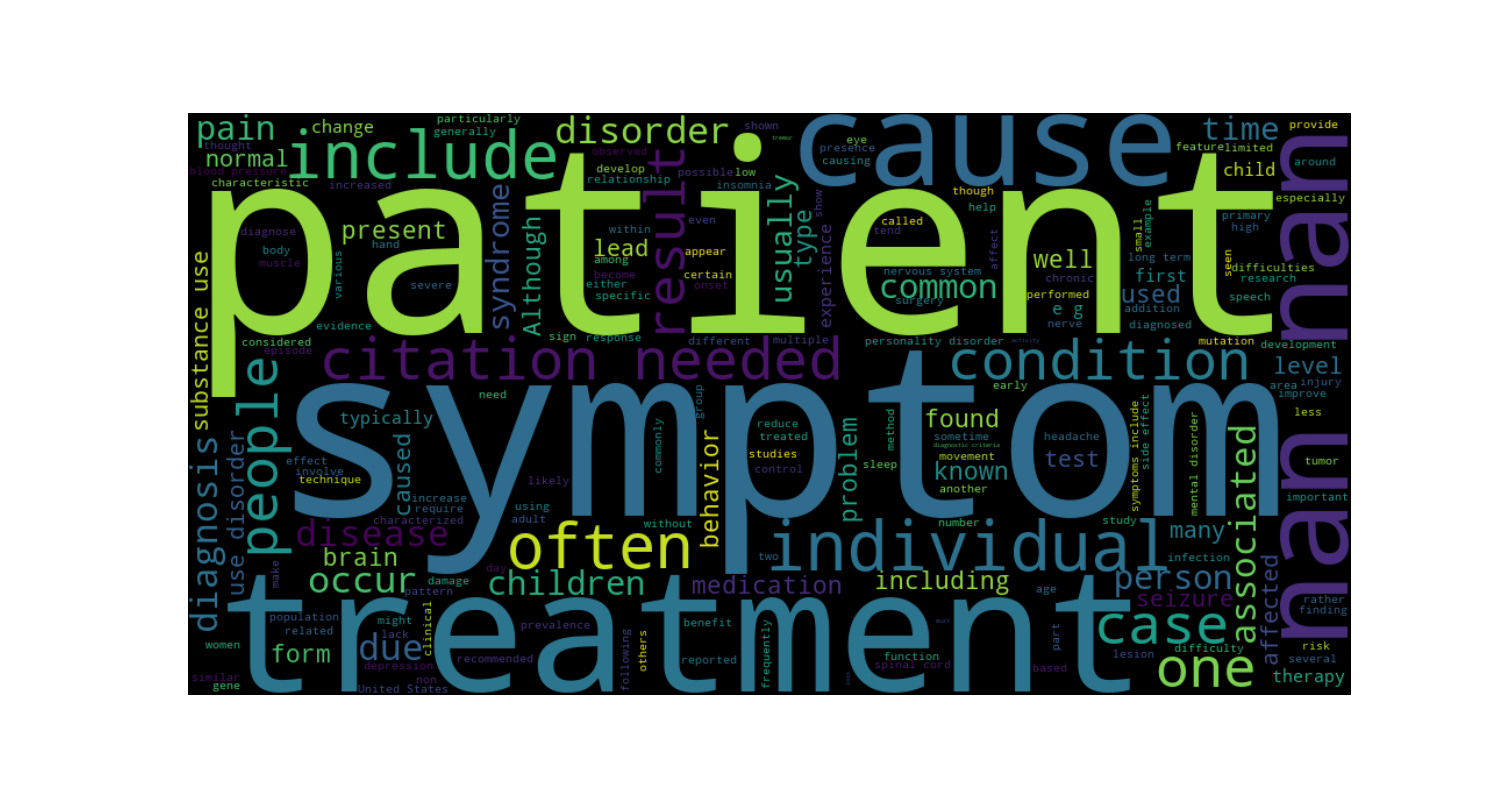 pain
change
particularly
generally
disorder
shown
tremor
cause
time
provide
thought
normal
include
observed
result
possible
low
eye
presence
causing
feature
limited
around
blood pressure
characteristic
increased
develop
relationship
insomnia
child
especially
patient
substance use
diagnose
body
muscle
present
various
severe
syndrome
Although
within
lead
among
either
become
specific
even
appear
certain
onset
usually
type
show
experience
though
called
tend
help
affect
nervous system
common
surgery
chronic
well
performed
e g
nerve
small
example
primary
high
long term
first
used
addition
diagnosed
seen
difficulties
research
speech
man man
considered
episode
evidence
sign
response
different
multiple
personality disorder
activity
mutation
development
citation needed
condition
level
area
injury
improve
people
need
early
less
symptom
typically
group
reduce
treated
studies
control
problem
method
found
sometime
diagnostic criteria
movement
known
another
headache
test
symptoms include
side effect
mental disorder
associated
tumor
important
diagnosis
use disorder
effect
involve
technique
caused
increase
require
characterized
likely
using
adult
commonly
behavior
sleep
without
number
study
many
infection
disease
often
two
individual
brain
day
occur
damage
pattern
children
medication
including
age
person
seizure
affected
rather
finding
make
treatment
population
related
might
lack
clinical
prevalence
benefit
function
must
part
case
difficulty
lesion
risk
several
women
form
due
depression
recommended
following
others
reported
frequently
spinal cord
based
one
therapy
similar
gene
non
United States
loss